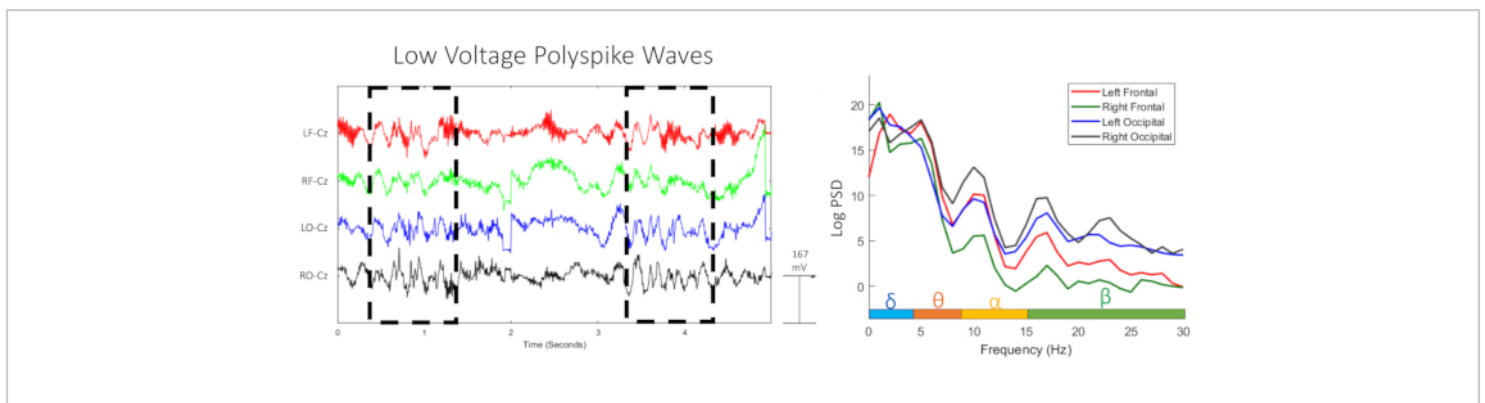 Low Voltage Polyspike Waves
LF-Cz
RF-Cz
LO-Cz
RO-Cz
0 1 2 3 4
Time (Seconds)
167
mV
Log PSD
20
15
10
5
0
Left Frontal
Right Frontal
Left Occipital
Right Occipital
δ θ α β
0 5 10 15 20 25 30
Frequency (Hz)